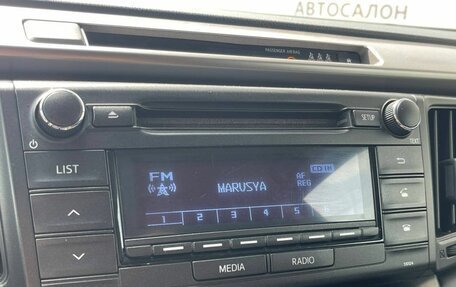 АВТОСАЛОН
PASSENGER AIRBAG
SETUP
TEXT
LIST
FM
MARUSYA
CD IN
AF
REG
1 2 3 4 5 6
MEDIA
RADIO